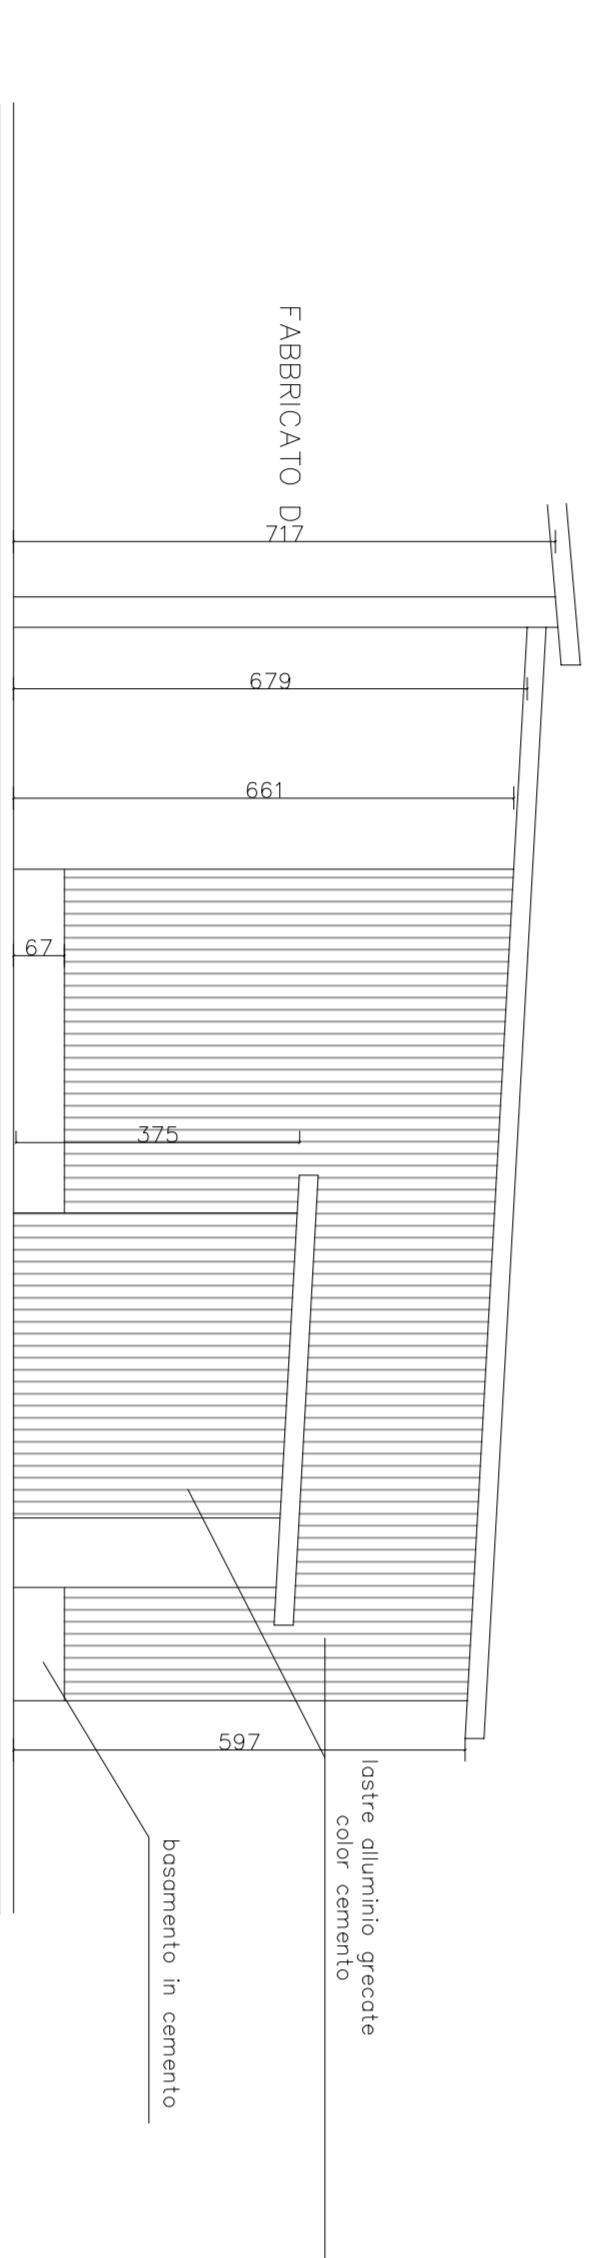 FABBRICATO D
717
679
661
67
375
597
lastre alluminio grecate
color cemento
basamento in cemento